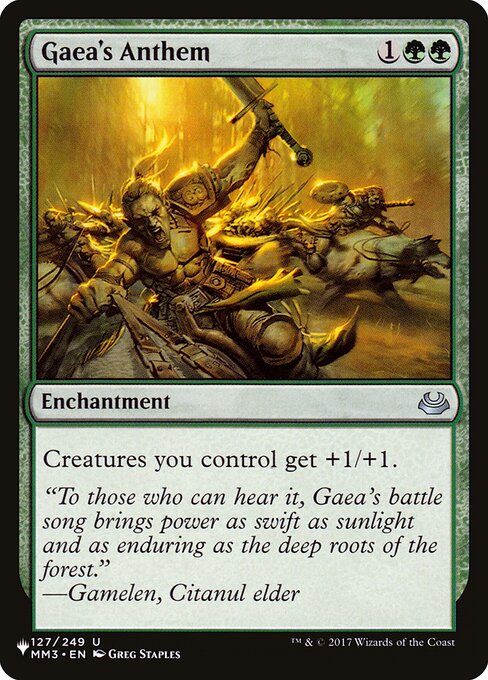 Gaea's Anthem 1
Enchantment
Creatures you control get +1/+1.
“To those who can hear it, Gaea's battle
song brings power as swift as sunlight
and as enduring as the deep roots of the
forest.”
—Gamelen, Citanul elder
127/249 U
MM3 • EN Greg Staples
™ & © 2017 Wizards of the Coast